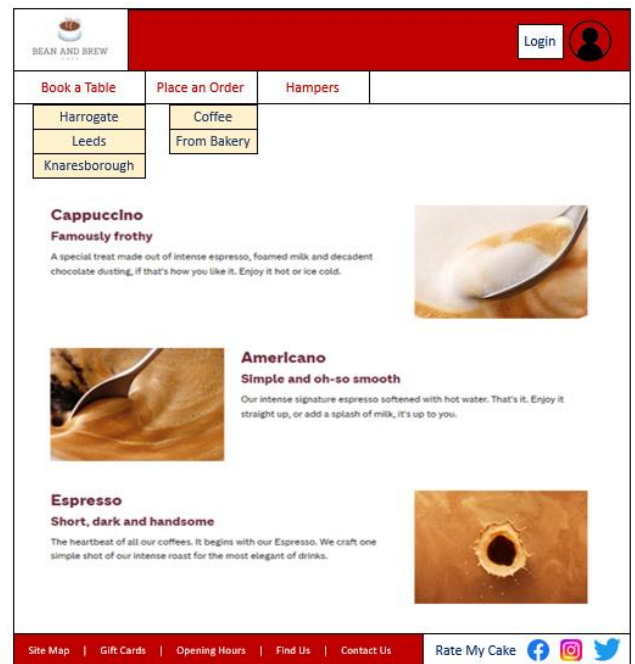 BEAN AND BREW
Login
Book a Table
Place an Order
Hampers
Harrogate
Leeds
Knaresborough
Coffee
From Bakery
Cappuccino
Famously frothy
A special treat made out of intense espresso, foamed milk and decadent
chocolate dusting, if that's how you like it. Enjoy it hot or ice cold.
Americano
Simple and oh-so smooth
Our intense signature espresso softened with hot water. That's it. Enjoy it
straight up, or add a splash of milk, it's up to you.
Espresso
Short, dark and handsome
The heartbeat of all our coffees. It begins with our Espresso. We craft one
simple shot of our intense roast for the most elegant of drinks.
Site Map | Gift Cards | Opening Hours | Find Us | Contact Us
Rate My Cake